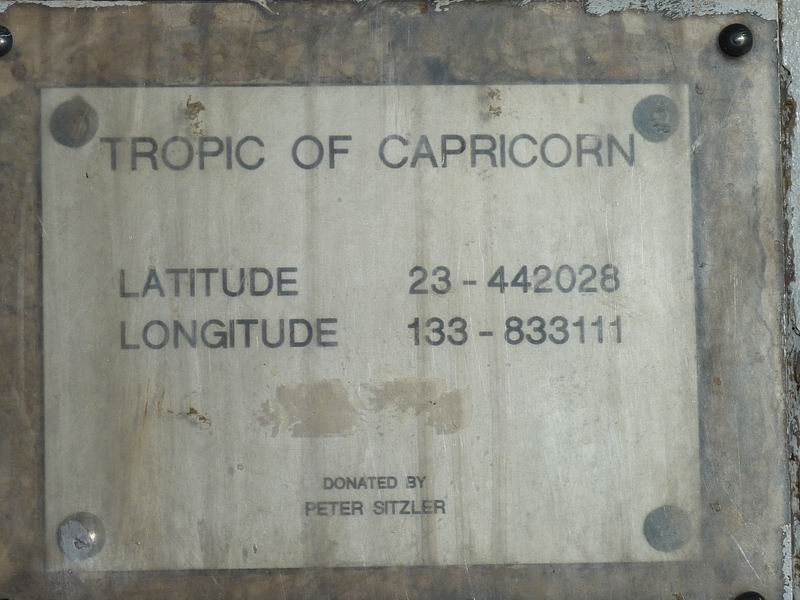 TROPIC OF CAPRICORN
LATITUDE 23-442028
LONGITUDE 133-833111
DONATED BY
PETER SITZLER